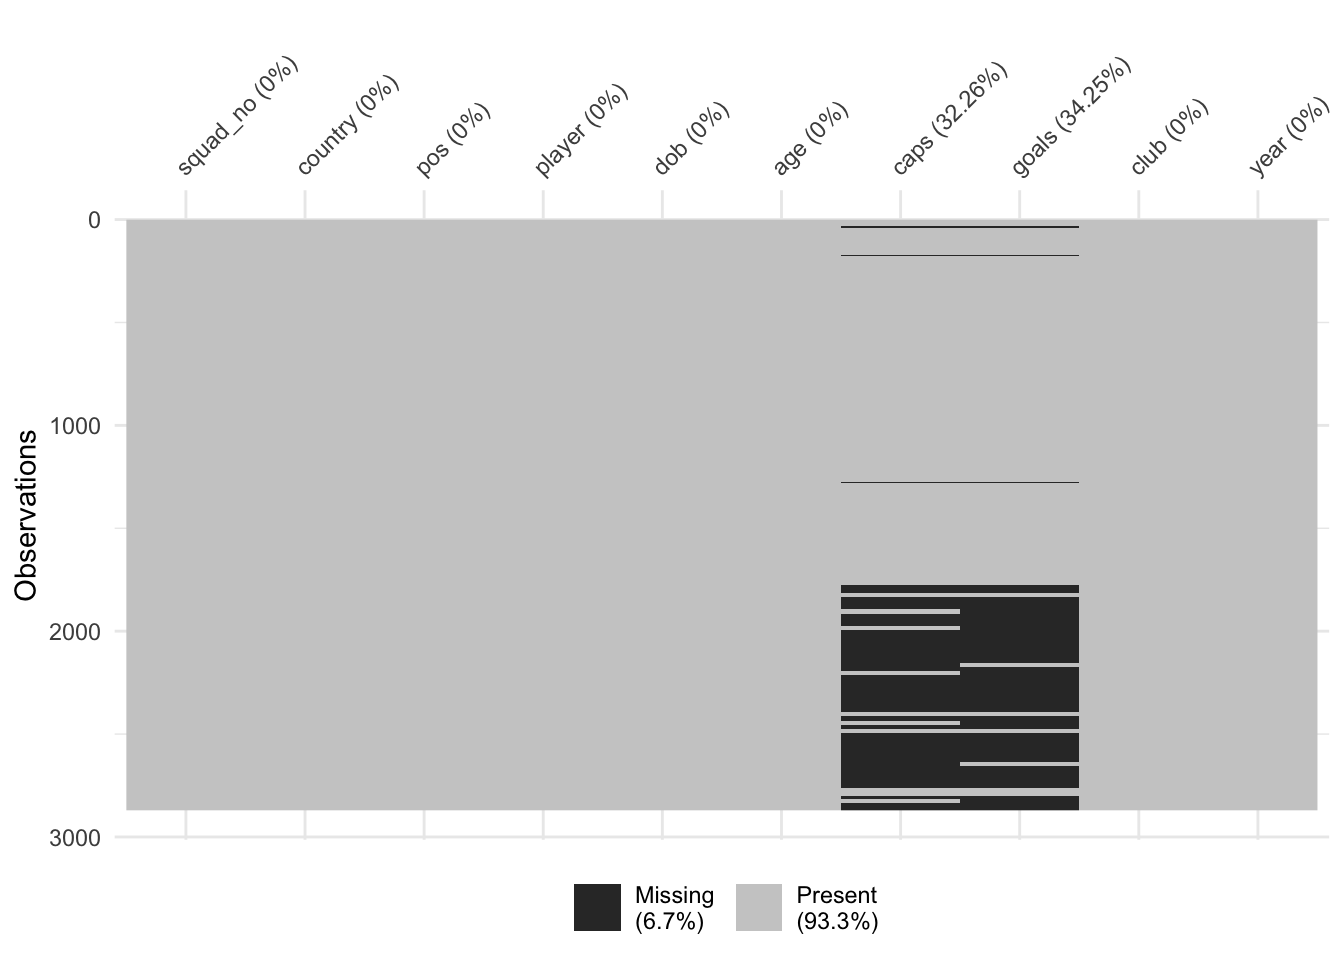 squad_no (0%)
country (0%)
pos (0%)
player (0%)
dob (0%)
age (0%)
caps (32.26%)
goals (34.25%)
club (0%)
year (0%)
0
1000
2000
3000
Observations
Missing
(6.7%)
Present
(93.3%)